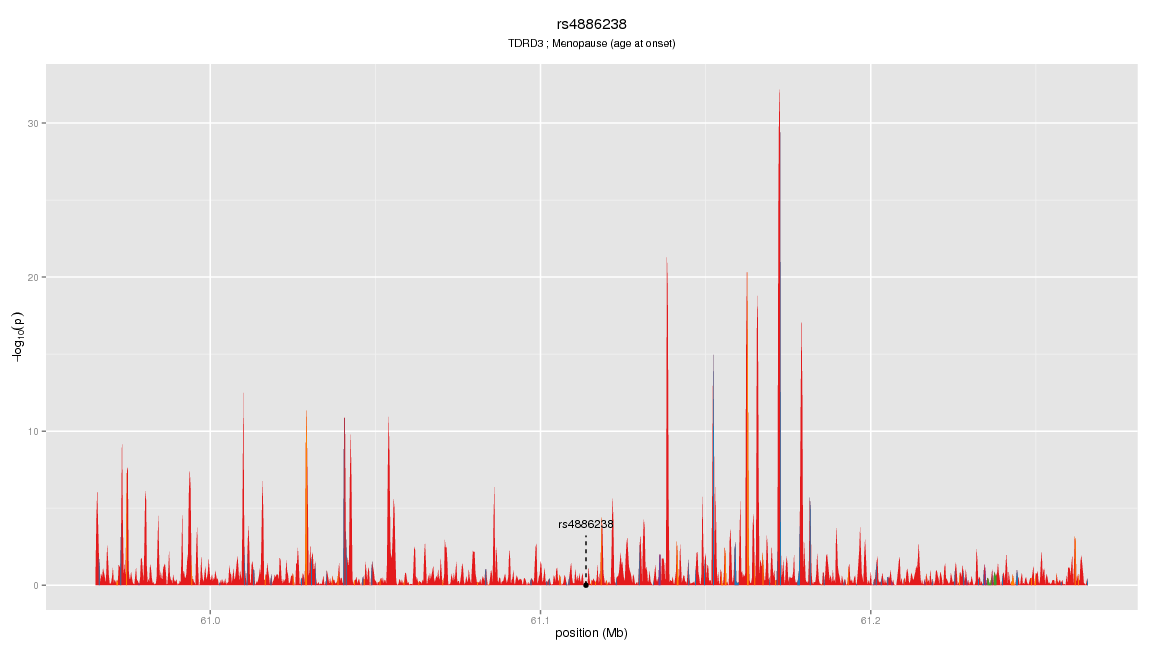 rs4886238
TDRD3 ; Menopause (age at onset)
30
20
10
0
−log10(p)
rs4886238
61.0
61.1
61.2
position (Mb)